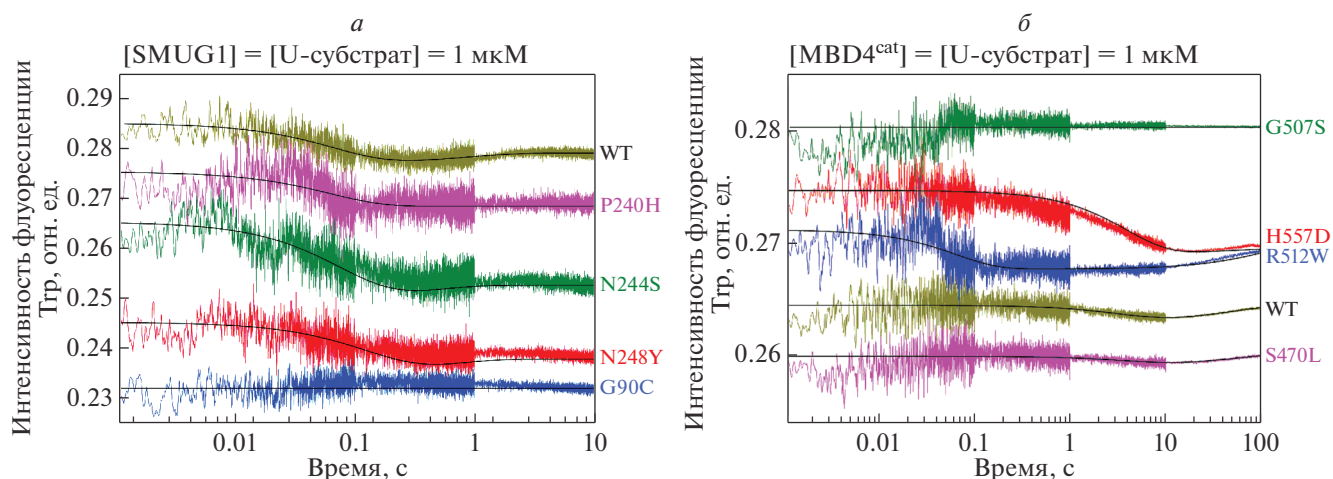 а
[SMUG1] = [U-субстрат] = 1 мкМ
Интенсивность флуоресценции
Trp, отн. ед.
0.29
0.28
0.27
0.26
0.25
0.24
0.23
WT
P240H
N244S
N248Y
G90C
0.01
0.1
1
10
Время, с
б
[MBD4cat] = [U-субстрат] = 1 мкМ
Интенсивность флуоресценции
Trp, отн. ед.
0.28
0.27
0.26
G507S
H557D
R512W
WT
S470L
0.01
0.1
1
10
100
Время, с